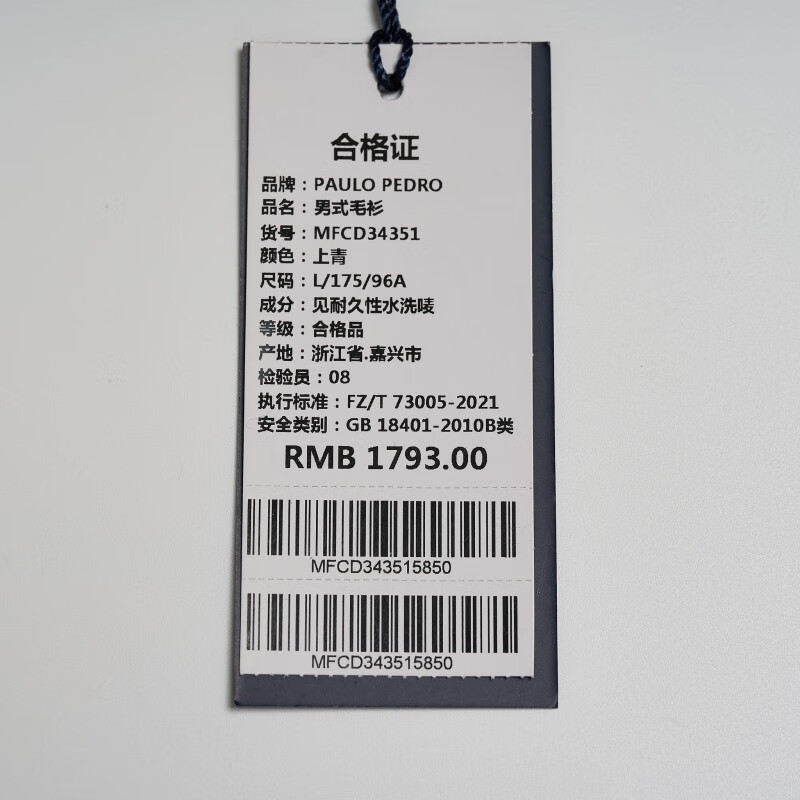 合格证
品牌：PAULO PEDRO
品名：男式毛衫
货号：MFCD34351
颜色：上青
尺码：L/175/96A
成分：见耐久性水洗唛
等级：合格品
产地：浙江省.嘉兴市
检验员：08
执行标准：FZ/T 73005-2021
安全类别：GB 18401-2010B类
RMB 1793.00
MFCD343515850
MFCD343515850